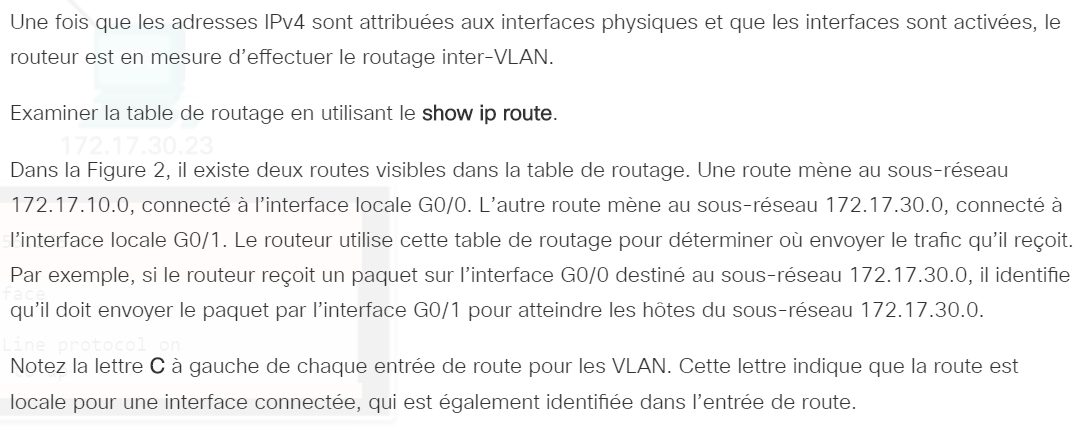 Une fois que les adresses IPv4 sont attribuées aux interfaces physiques et que les interfaces sont activées, le
routeur est en mesure d’effectuer le routage inter-VLAN.
Examiner la table de routage en utilisant le show ip route.
172.17.30.23
Dans la Figure 2, il existe deux routes visibles dans la table de routage. Une route mène au sous-réseau
172.17.10.0, connecté à l’interface locale G0/0. L’autre route mène au sous-réseau 172.17.30.0, connecté à
l’interface locale G0/1. Le routeur utilise cette table de routage pour déterminer où envoyer le trafic qu’il reçoit.
Par exemple, si le routeur reçoit un paquet sur l’interface G0/0 destiné au sous-réseau 172.17.30.0, il identifie
face
qu’il doit envoyer le paquet par l’interface G0/1 pour atteindre les hôtes du sous-réseau 172.17.30.0.
Line protocol on
Notez la lettre C à gauche de chaque entrée de route pour les VLAN. Cette lettre indique que la route est
locale pour une interface connectée, qui est également identifiée dans l’entrée de route.